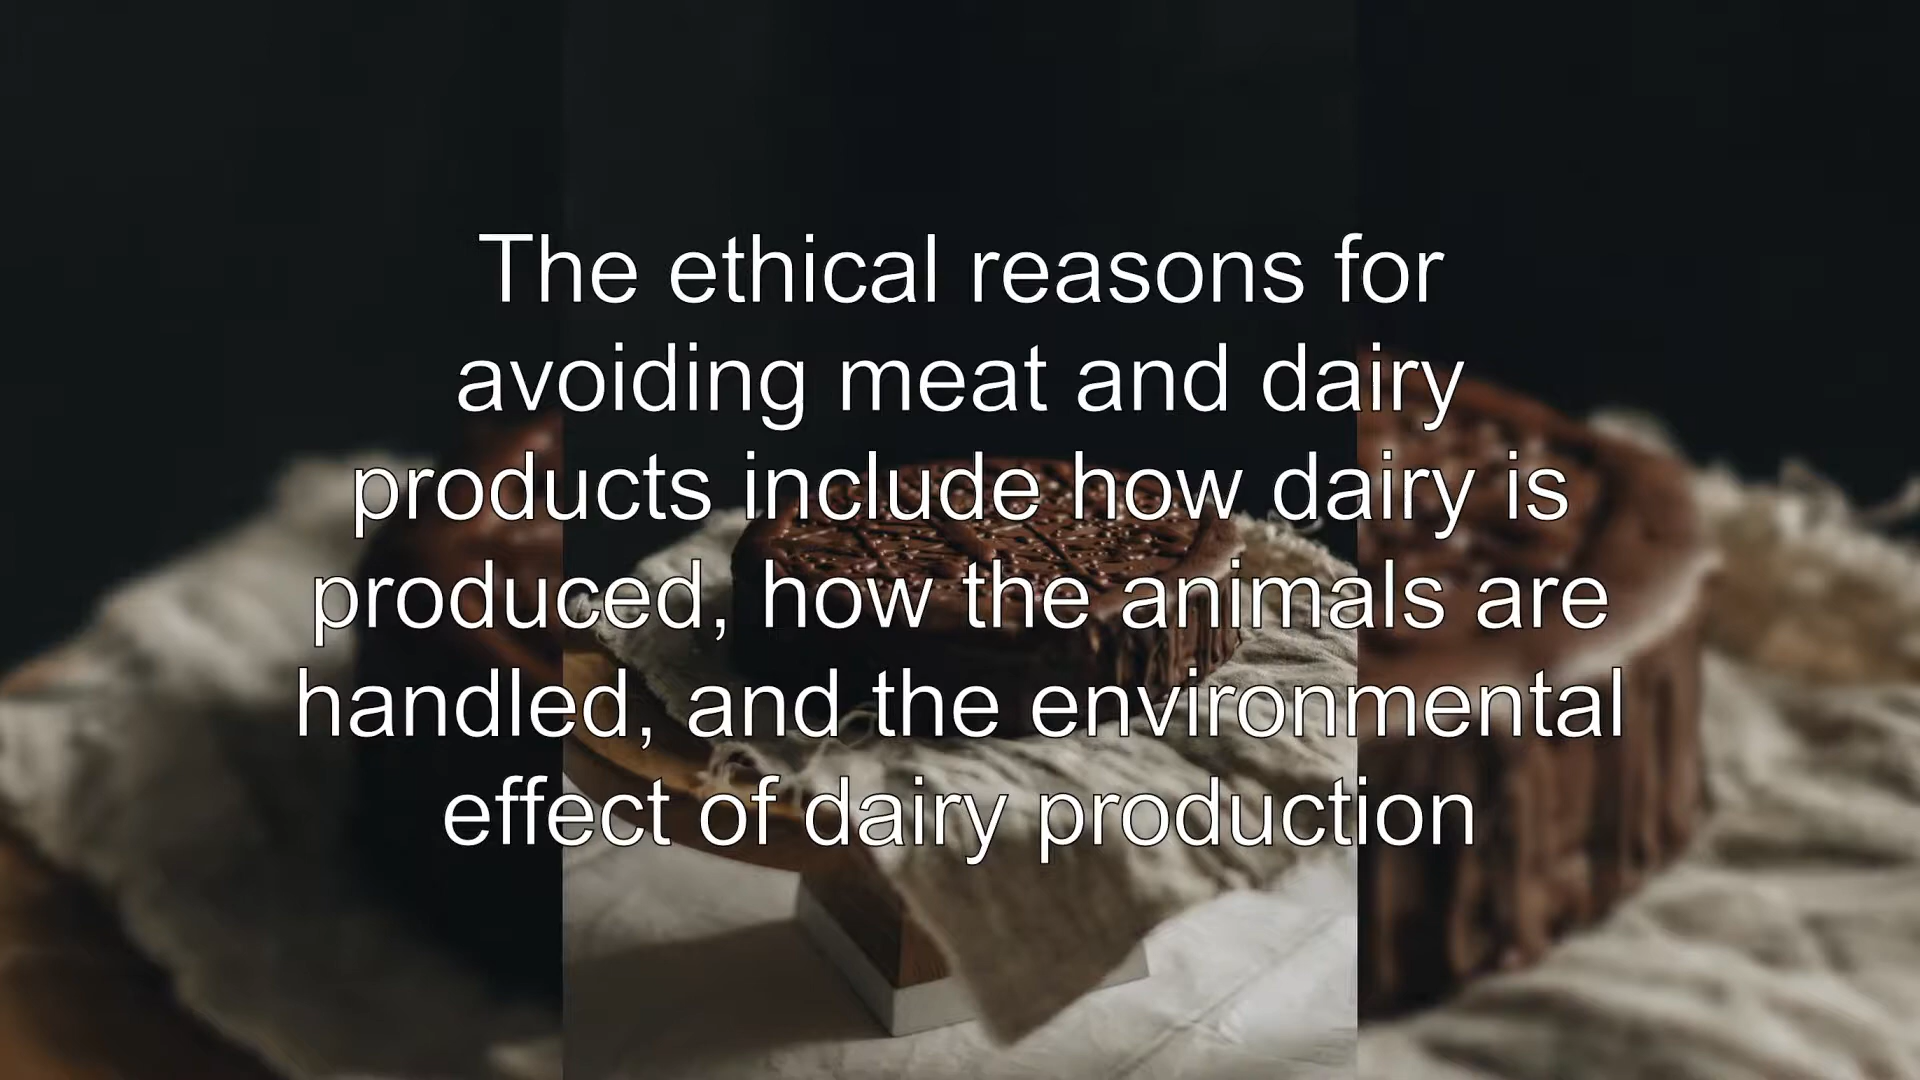 The ethical reasons for
avoiding meat and dairy
products include how dairy is
produced, how the animals are
handled, and the environmental
effect of dairy production